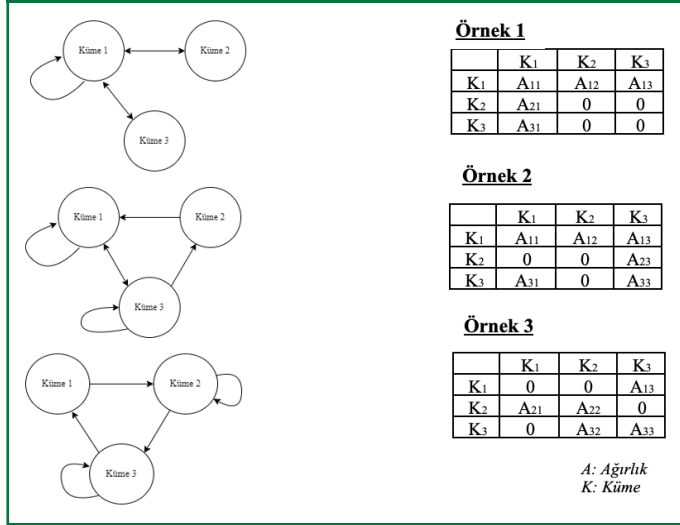 Küme 1
Küme 2
Küme 3
Örnek 1
K1 K2 K3
K1 A11 A12 A13
K2 A21 0 0
K3 A31 0 0
Küme 1
Küme 2
Küme 3
Örnek 2
K1 K2 K3
K1 A11 A12 A13
K2 0 0 A23
K3 A31 0 A33
Küme 1
Küme 2
Küme 3
Örnek 3
K1 K2 K3
K1 0 0 A13
K2 A21 A22 0
K3 0 A32 A33
A: Ağırlık
K: Küme